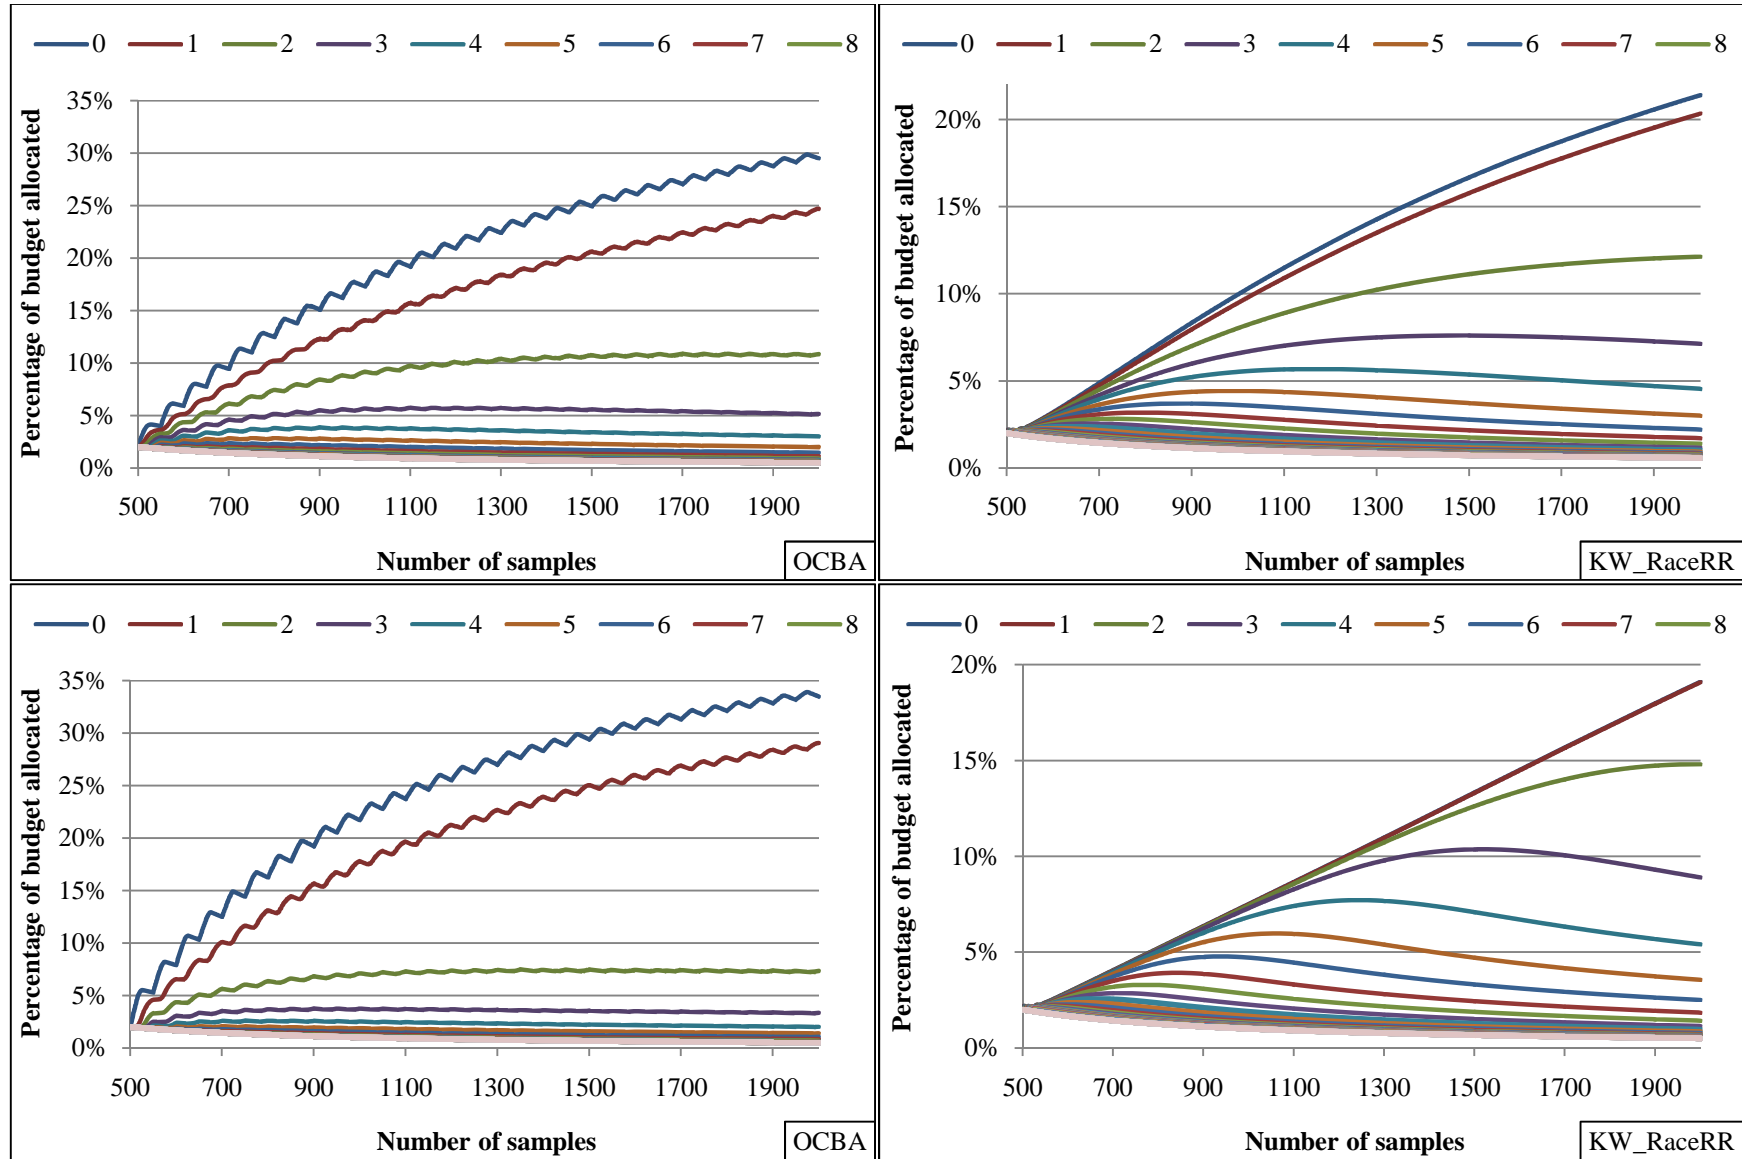 0 1 2 3 4 5 6 7 8
Percentage of budget allocated
35%
30%
25%
20%
15%
10%
5%
0%
500 700 900 1100 1300 1500 1700 1900
Number of samples
OCBA
0 1 2 3 4 5 6 7 8
Percentage of budget allocated
20%
15%
10%
5%
0%
500 700 900 1100 1300 1500 1700 1900
Number of samples
KW_RaceRR
0 1 2 3 4 5 6 7 8
Percentage of budget allocated
35%
30%
25%
20%
15%
10%
5%
0%
500 700 900 1100 1300 1500 1700 1900
Number of samples
OCBA
0 1 2 3 4 5 6 7 8
Percentage of budget allocated
20%
15%
10%
5%
0%
500 700 900 1100 1300 1500 1700 1900
Number of samples
KW_RaceRR